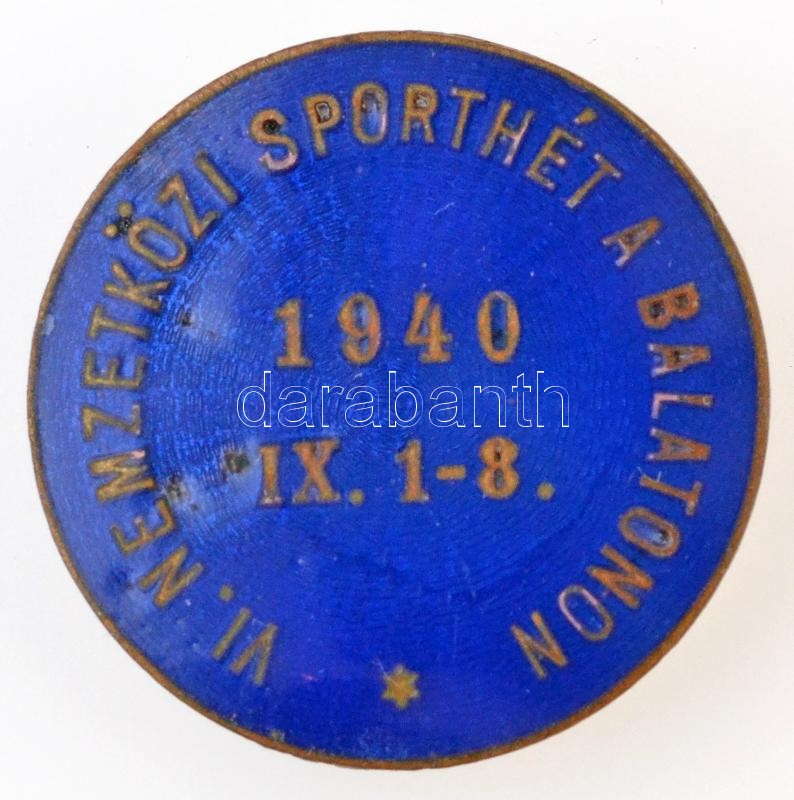 VI. NEMZETKÖZI SPORTHÉT A BALATONON
1940
darabanth
IX. 1-8.